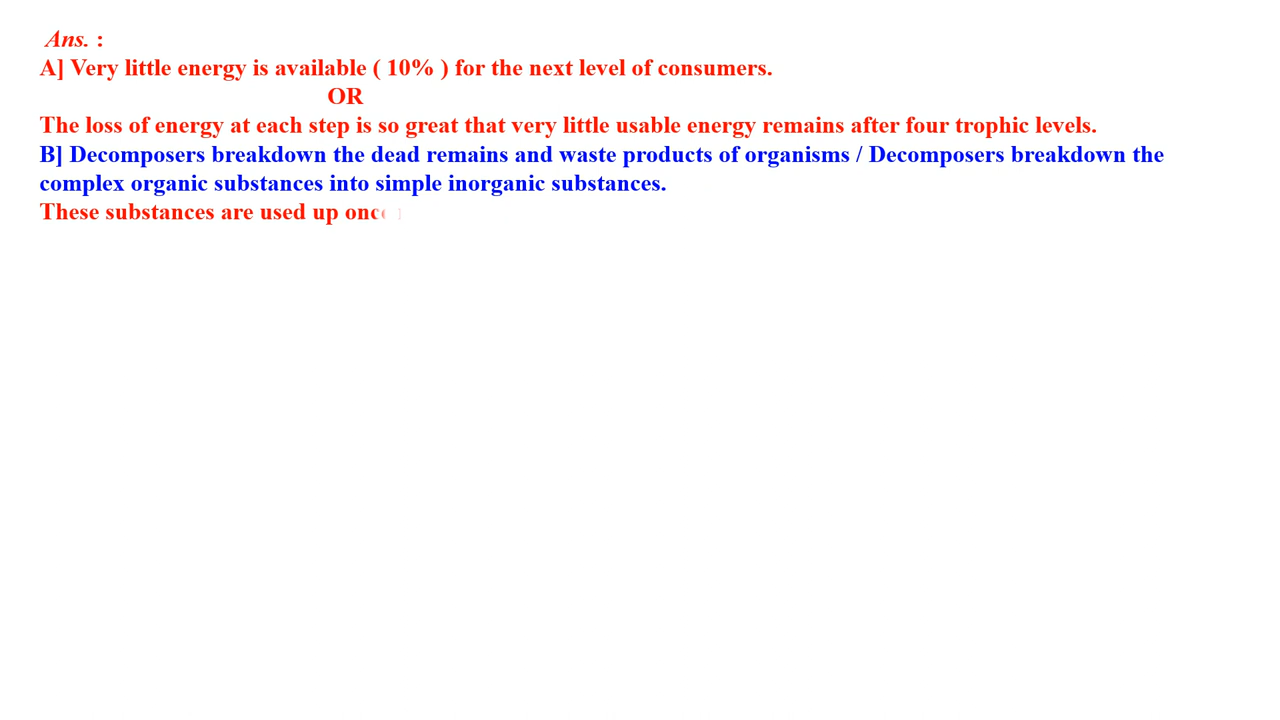 Ans. :
A] Very little energy is available ( 10% ) for the next level of consumers.
OR
The loss of energy at each step is so great that very little usable energy remains after four trophic levels.
B] Decomposers breakdown the dead remains and waste products of organisms / Decomposers breakdown the
complex organic substances into simple inorganic substances.
These substances are used up once